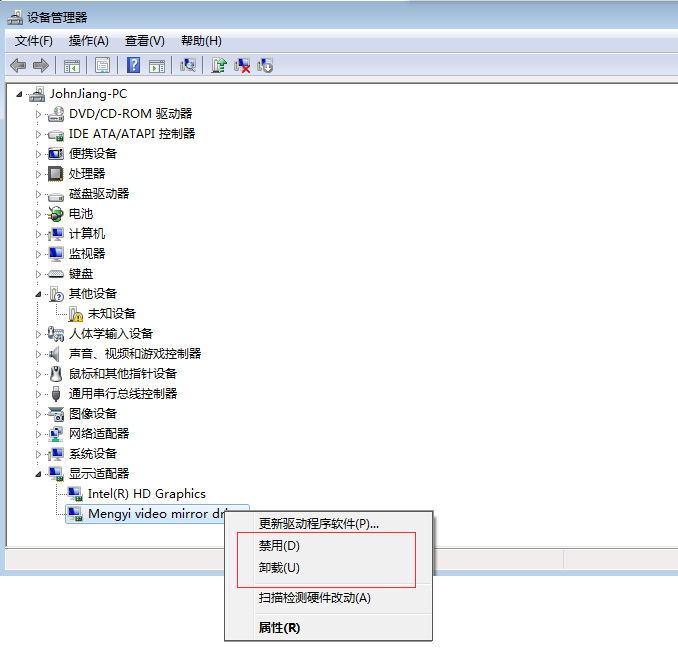 设备管理器
文件(F) 操作(A) 查看(V) 帮助(H)
JohnJiang-PC
DVD/CD-ROM 驱动器
IDE ATA/ATAPI 控制器
便携设备
处理器
磁盘驱动器
电池
计算机
监视器
键盘
其他设备
未知设备
人体学输入设备
声音、视频和游戏控制器
鼠标和其他指针设备
通用串行总线控制器
图像设备
网络适配器
系统设备
显示适配器
Intel(R) HD Graphics
Mengyi video mirror
更新驱动程序软件(P)...
禁用(D)
卸载(U)
扫描检测硬件改动(A)
属性(R)